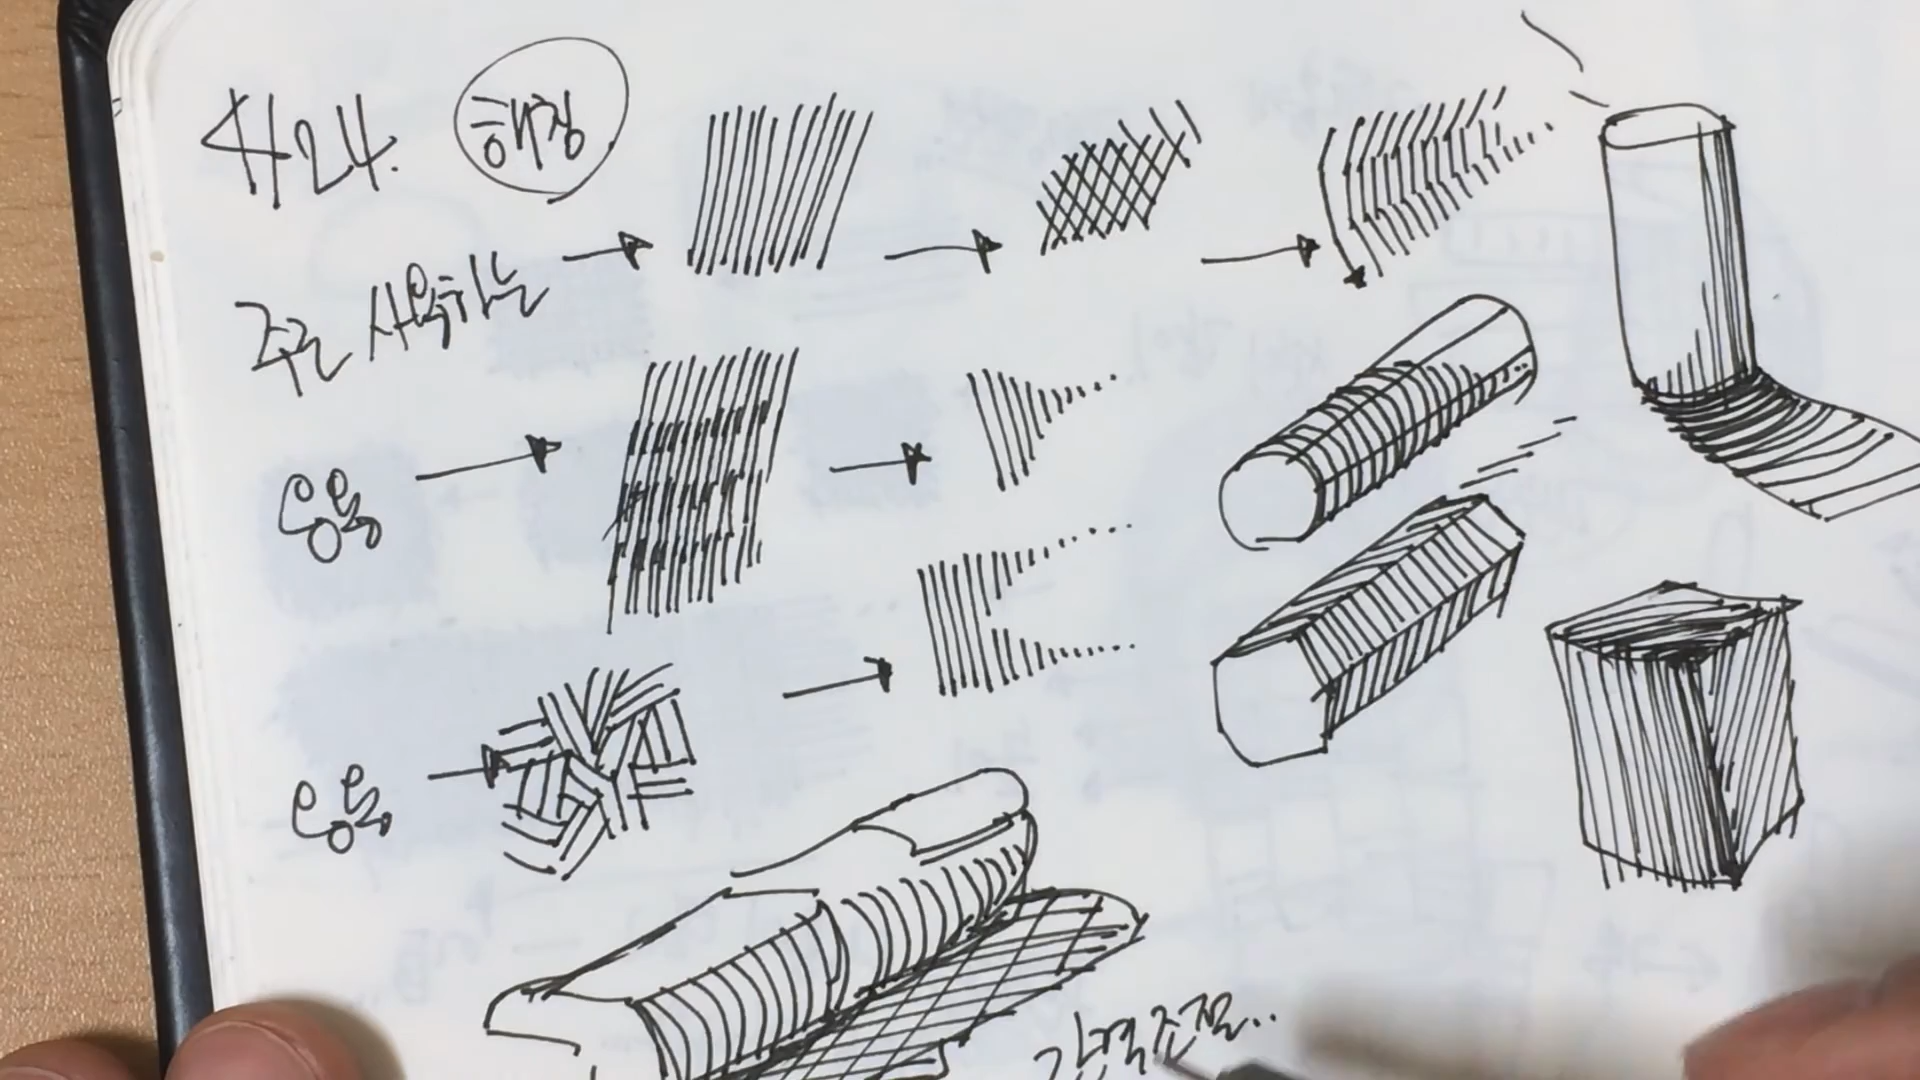 #24. 해칭
주로 사용하는
응용
응용
간격조절..